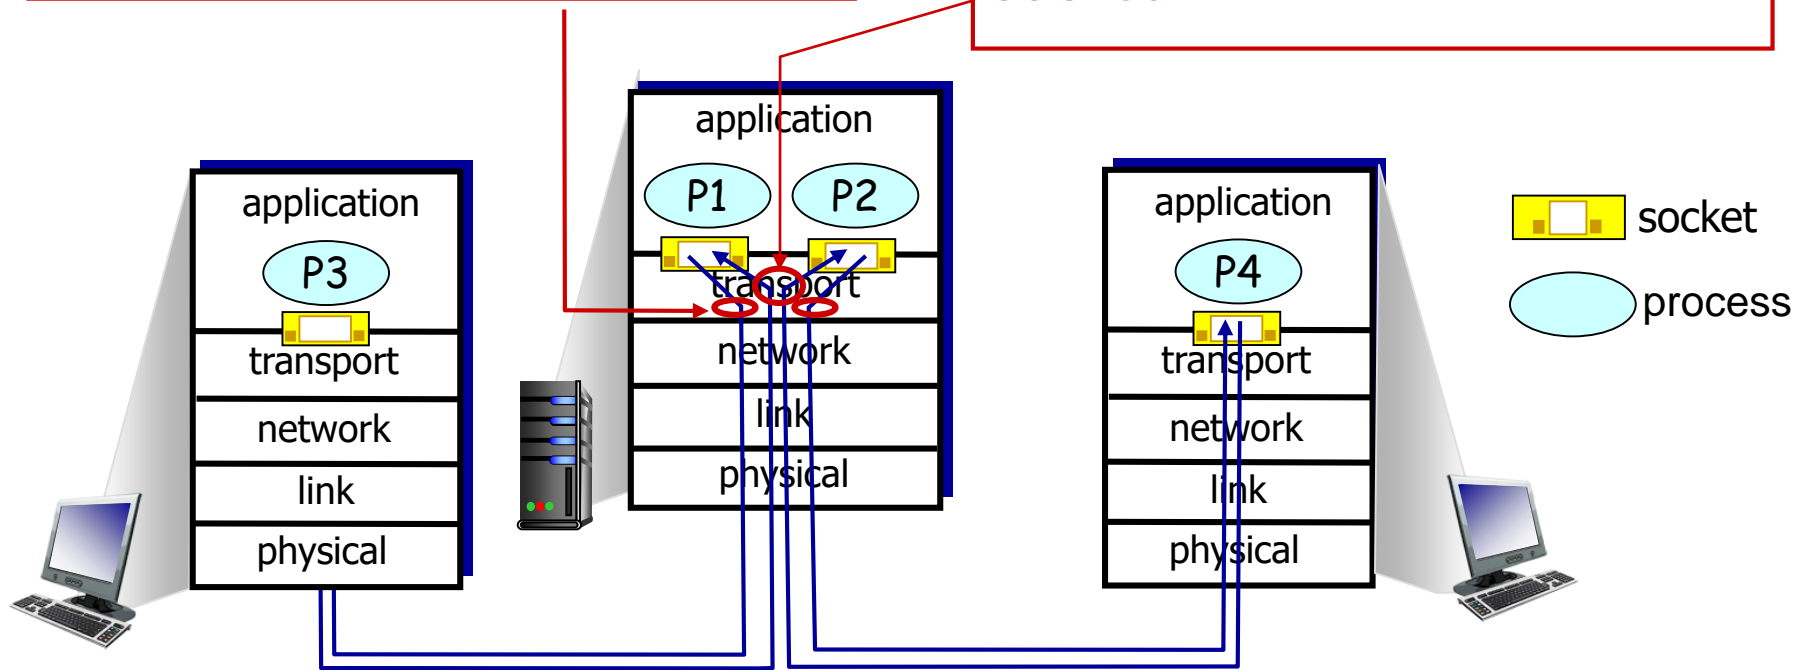 application
P1 P2
transport
network
link
physical
application
P3
transport
network
link
physical
application
P4
transport
network
link
physical
socket
process